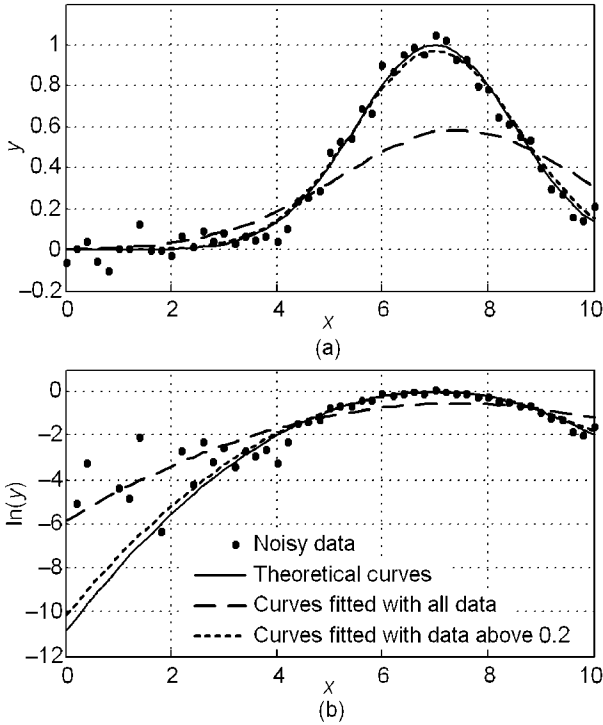 1
0.8
0.6
0.4
0.2
0
–0.2
y
0 2 4 6 8 10
x
(a)
0
–2
–4
–6
–8
–10
–12
ln(y)
Noisy data
Theoretical curves
Curves fitted with all data
Curves fitted with data above 0.2
0 2 4 6 8 10
x
(b)